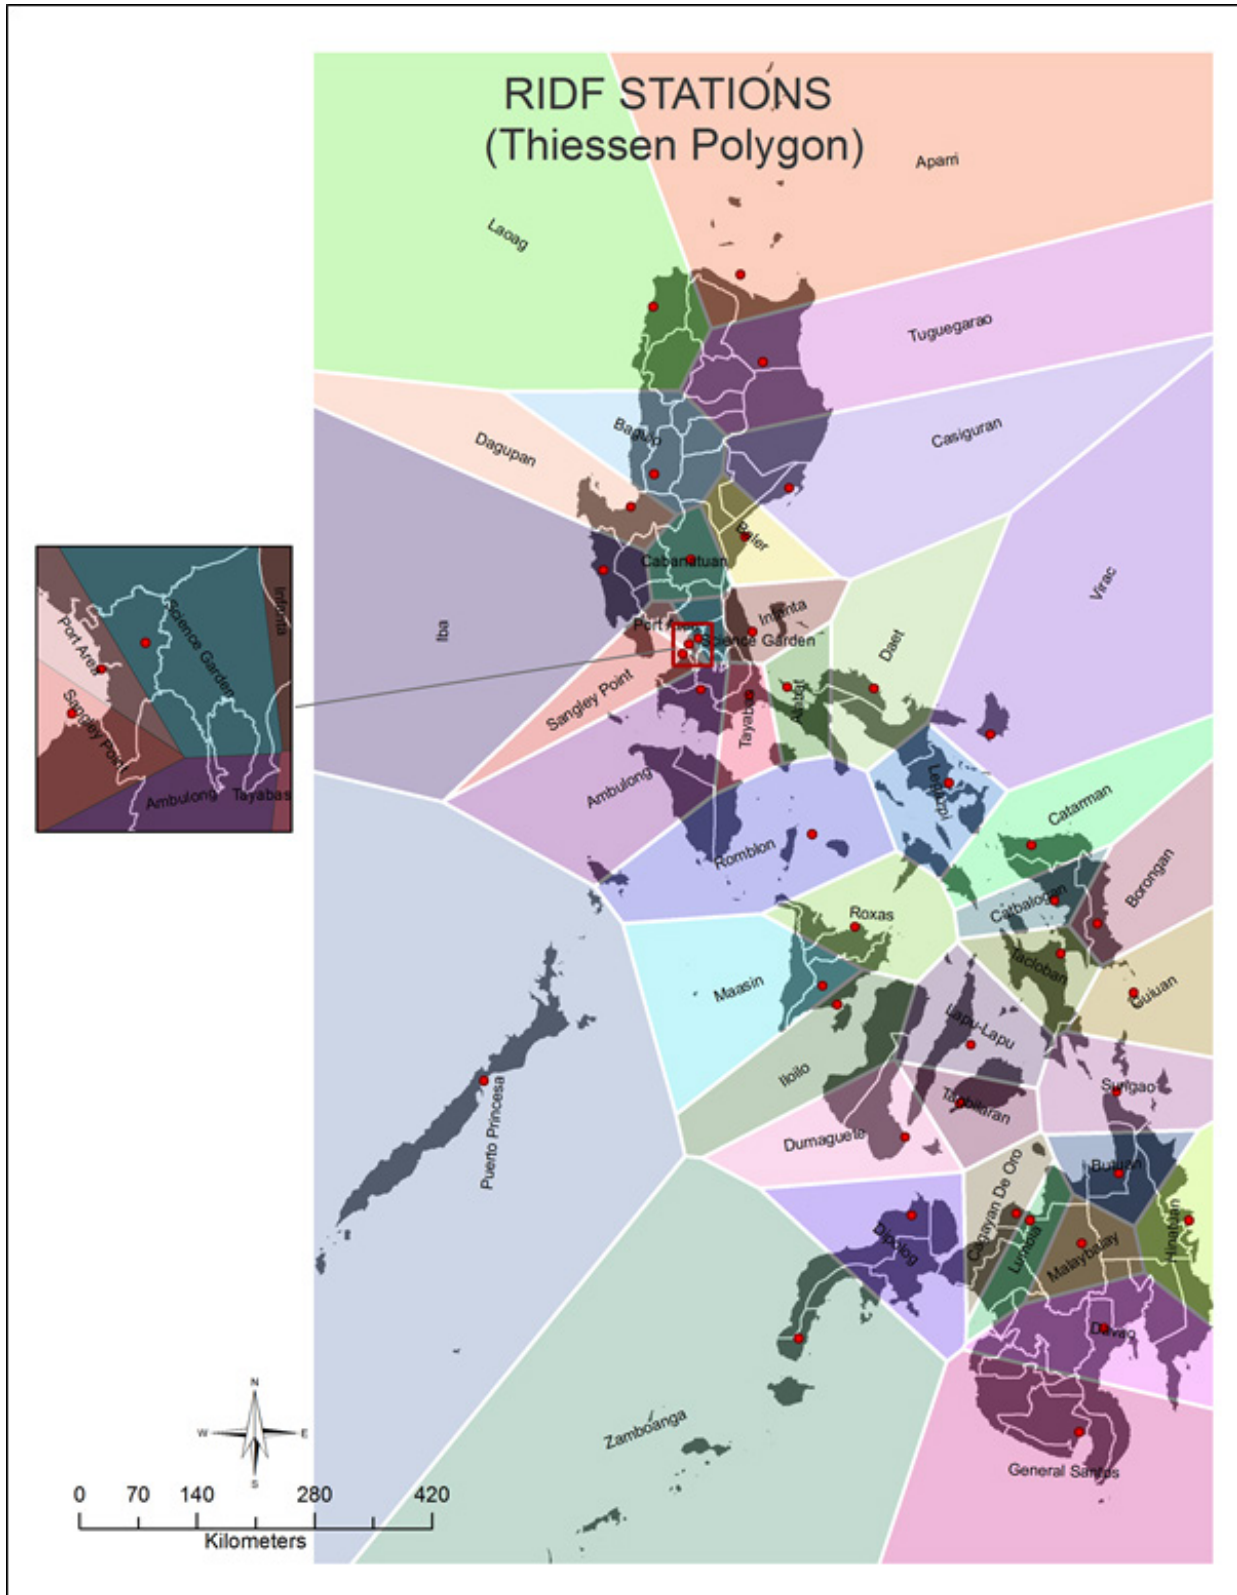 RIDF STATIONS
(Thiessen Polygon)
Aparri
Laoag
Tuguegarao
Baguio
Casiguran
Dagupan
Baler
Cabanatuan
Virac
Iba
Infanta
Port Area
Science Garden
Daet
Sangley Point
Tayabas
Alabat
Ambulong
Legazpi
Catarman
Romblon
Borongan
Catbalogan
Roxas
Tacloban
Maasin
Guiuan
Lapu-Lapu
Iloilo
Surigao
Tagbilaran
Puerto Princesa
Dumaguete
Butuan
Cagayan De Oro
Hinatuan
Dipolog
Lumbia
Malaybalay
Davao
Zamboanga
General Santos
Port Area
Science Garden
Infanta
Sangley Point
Ambulong
Tayabas
N
W
E
S
0 70 140 280 420
Kilometers